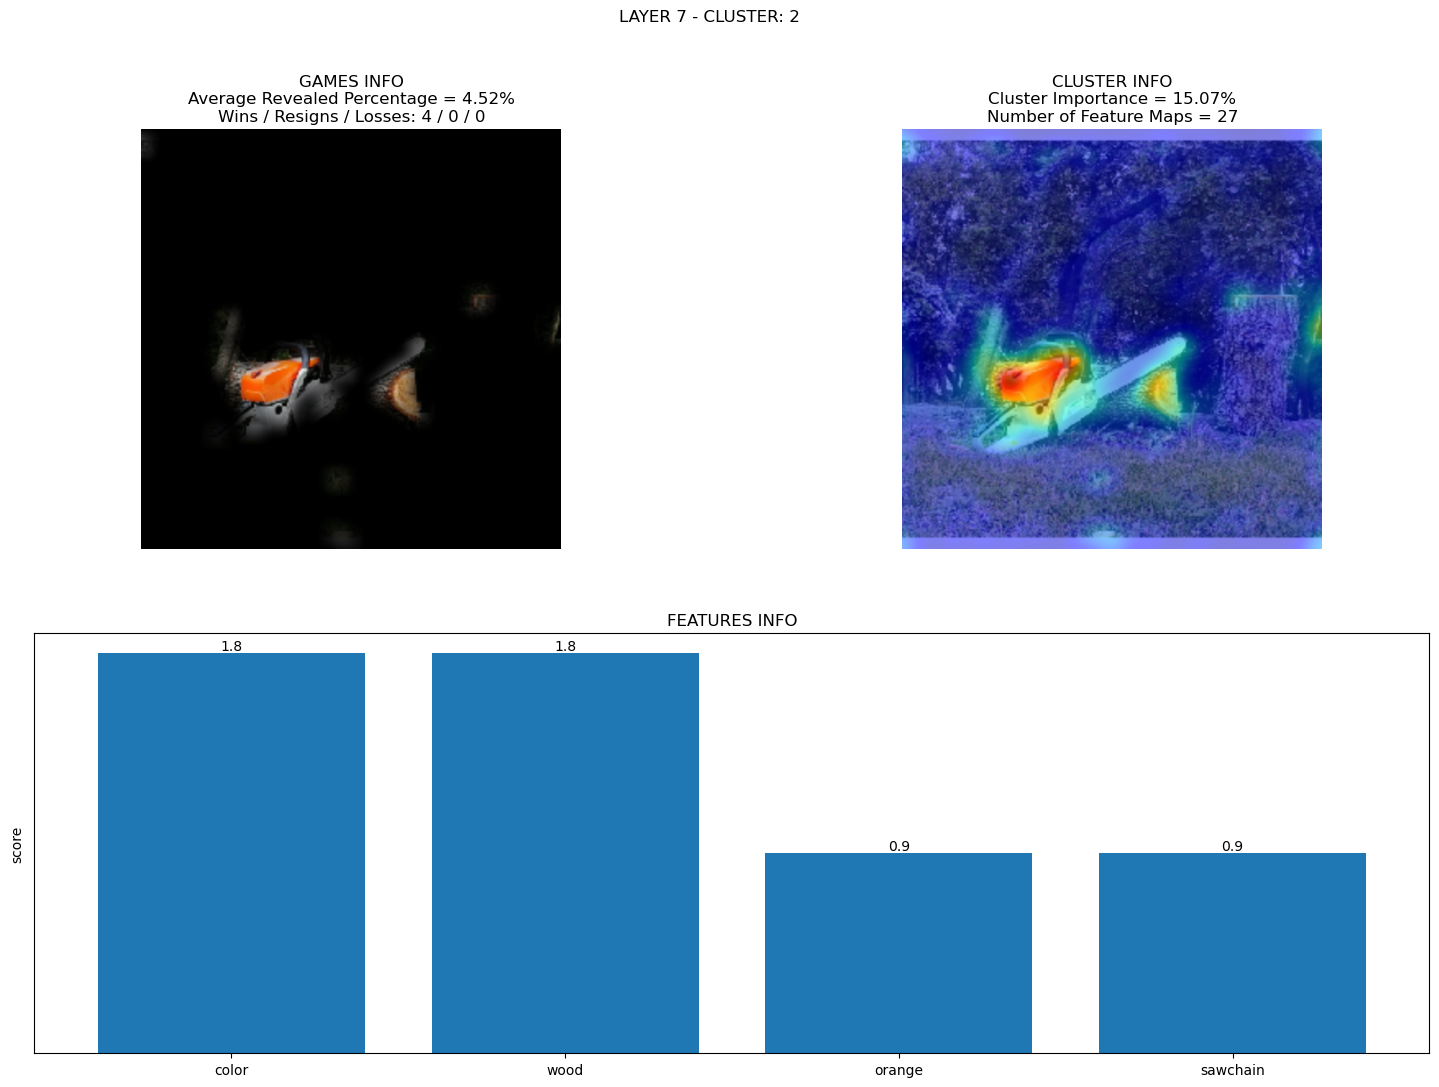 LAYER 7 - CLUSTER: 2
GAMES INFO
Average Revealed Percentage = 4.52%
Wins / Resigns / Losses: 4 / 0 / 0
CLUSTER INFO
Cluster Importance = 15.07%
Number of Feature Maps = 27
FEATURES INFO
score
1.8
1.8
0.9
0.9
color
wood
orange
sawchain